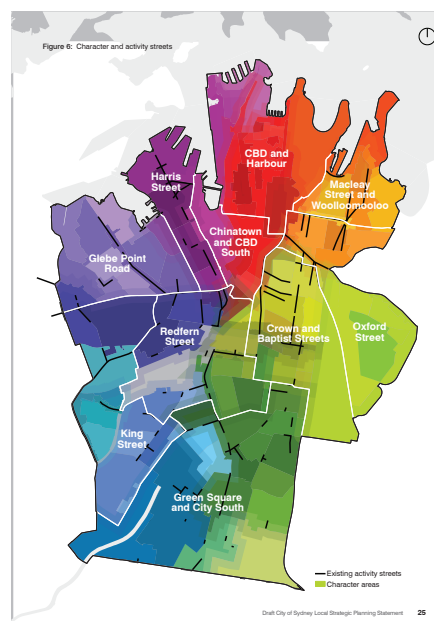 Figure 6: Character and activity streets
CBD and
Harbour
Harris
Street
Macleay
Street and
Woolloomooloo
Chinatown
and CBD
South
Glebe Point
Road
Redfern
Street
Crown and
Baptist Streets
Oxford
Street
King
Street
Green Square
and City South
Existing activity streets
Character areas
Draft City of Sydney Local Strategic Planning Statement 25